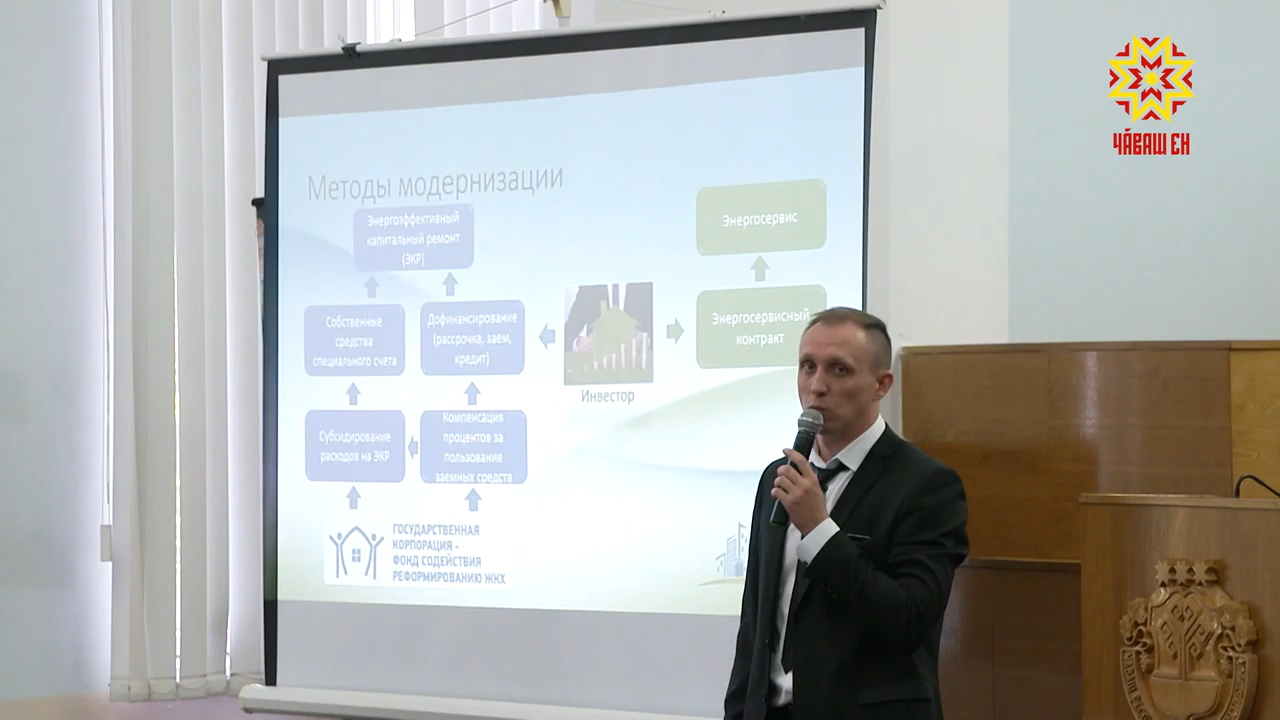 ЧӐВАШ ЕН
Методы модернизации
Энергоэффективный
капитальный ремонт
(ЭКР)
Энергосервис
Собственные
средства
специального счета
Дофинансирование
(рассрочка, заем,
кредит)
Энергосервисный
контракт
Инвестор
Субсидирование
расходов на ЭКР
Компенсация
процентов за
пользование
заемных средств
ГОСУДАРСТВЕННАЯ
КОРПОРАЦИЯ -
ФОНД СОДЕЙСТВИЯ
РЕФОРМИРОВАНИЮ ЖКХ